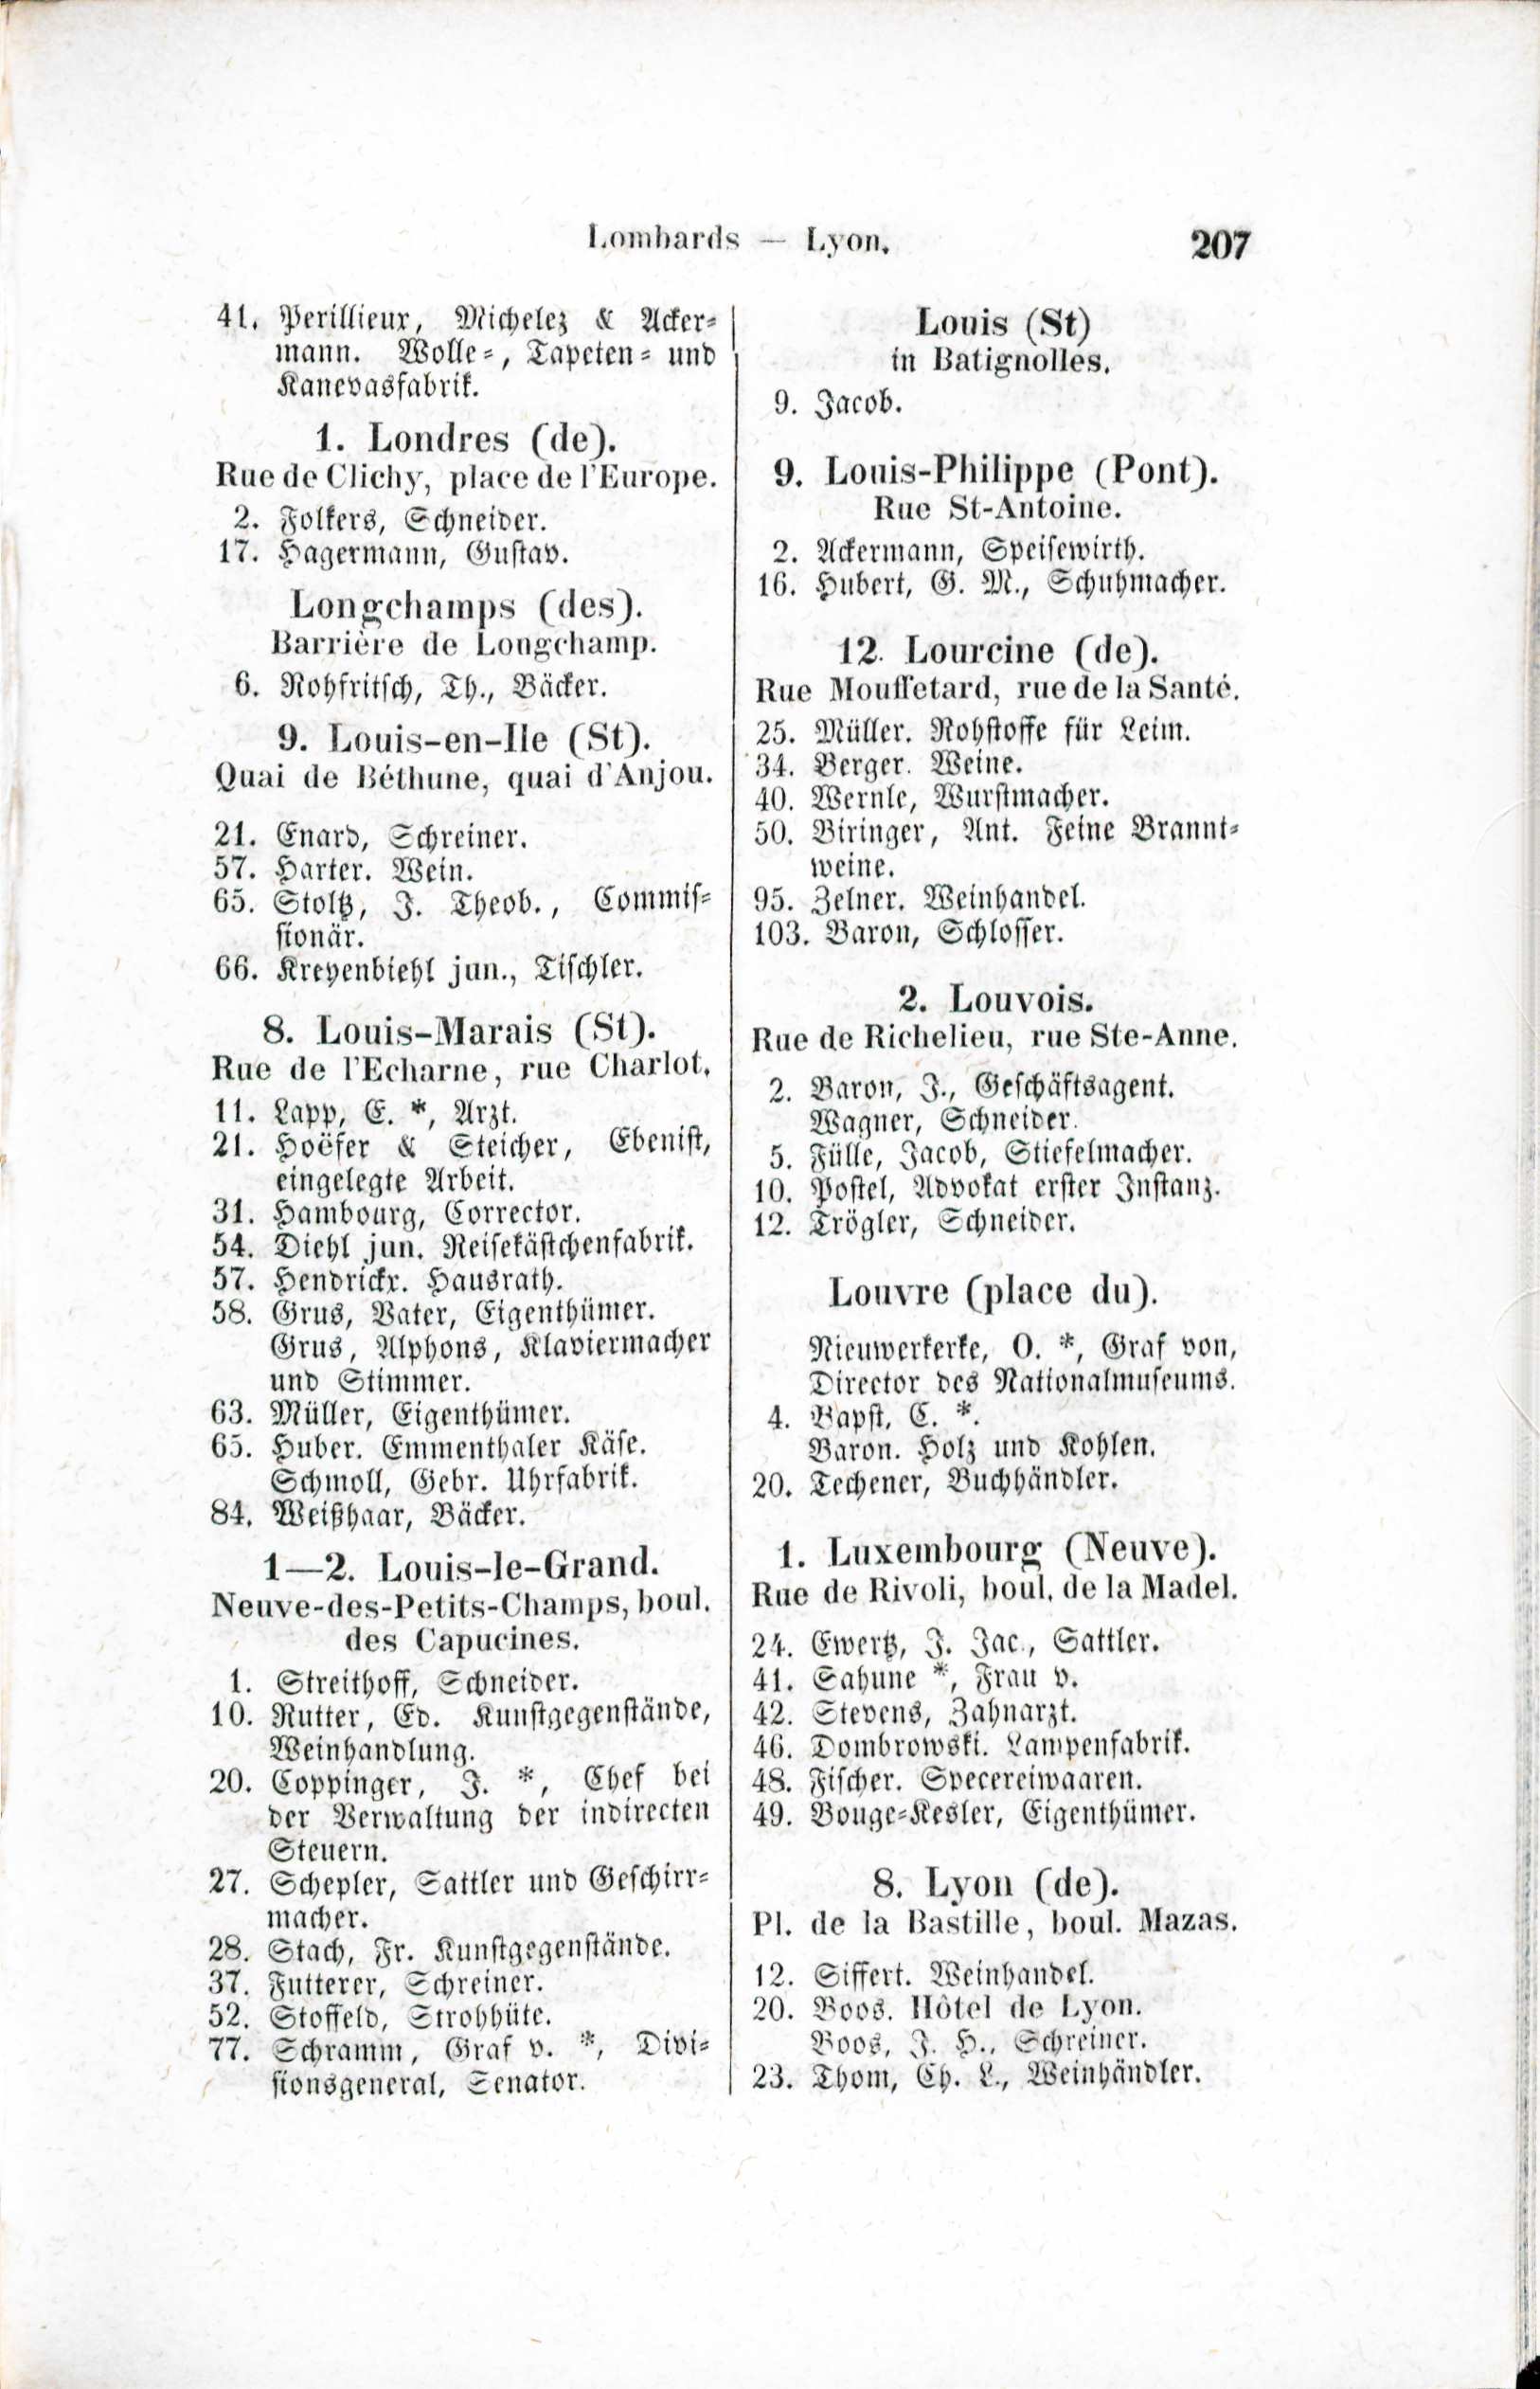 Lombards — Lyon.
207
41. Perillieux, Michelez & Acker-
mann. Wolle-, Tapeten- und
Kanevasfabrik.
1. Londres (de).
Rue de Clichy, place de l'Europe.
2. Folkers, Schneider.
17. Hagermann, Gustav.
Longchamps (des).
Barrière de Longchamp.
6. Rohfritsch, Th., Bäcker.
9. Louis-en-Ile (St).
Quai de Béthune, quai d'Anjou.
21. Enard, Schreiner.
57. Harter. Wein.
65. Stoltz, J. Theob., Commis-
sionär.
66. Kreyenbiehl jun., Tischler.
8. Louis-Marais (St).
Rue de l'Echarne, rue Charlot.
11. Lapp, E. *, Arzt.
21. Hoëfer & Steicher, Ebenist,
eingelegte Arbeit.
31. Hambourg, Corrector.
54. Diehl jun. Reisekästchenfabrik.
57. Hendrickx. Hausrath.
58. Grus, Vater, Eigenthümer.
Grus, Alphons, Klaviermacher
und Stimmer.
63. Müller, Eigenthümer.
65. Huber. Emmenthaler Käse.
Schmoll, Gebr. Uhrfabrik.
84. Weißhaar, Bäcker.
1—2. Louis-le-Grand.
Neuve-des-Petits-Champs, boul.
des Capucines.
1. Streithoff, Schneider.
10. Rutter, Ed. Kunstgegenstände,
Weinhandlung.
20. Coppinger, J. *, Chef bei
der Verwaltung der indirecten
Steuern.
27. Schepler, Sattler und Geschirr-
macher.
28. Stach, Fr. Kunstgegenstände.
37. Futterer, Schreiner.
52. Stoffeld, Strohhüte.
77. Schramm, Graf v. *, Divi-
sionsgeneral, Senator.
Louis (St)
in Batignolles.
9. Jacob.
9. Louis-Philippe (Pont).
Rue St-Antoine.
2. Ackermann, Speisewirth.
16. Hubert, G. M., Schuhmacher.
12. Lourcine (de).
Rue Mouffetard, rue de la Santé.
25. Müller. Rohstoffe für Leim.
34. Berger. Weine.
40. Wernle, Wurstmacher.
50. Biringer, Ant. Feine Brannt-
weine.
95. Zelner. Weinhandel.
103. Baron, Schlosser.
2. Louvois.
Rue de Richelieu, rue Ste-Anne.
2. Baron, J., Geschäftsagent.
Wagner, Schneider.
5. Fülle, Jacob, Stiefelmacher.
10. Postel, Advokat erster Instanz.
12. Trögler, Schneider.
Louvre (place du).
Nieuwerkerke, O. *, Graf von,
Director des Nationalmuseums.
4. Bapst, C. *.
Baron. Holz und Kohlen.
20. Techener, Buchhändler.
1. Luxembourg (Neuve).
Rue de Rivoli, boul. de la Madel.
24. Ewertz, J. Jac., Sattler.
41. Sahune *, Frau v.
42. Stevens, Zahnarzt.
46. Dombrowski. Lampenfabrik.
48. Fischer. Specereiwaaren.
49. Bouge-Kesler, Eigenthümer.
8. Lyon (de).
Pl. de la Bastille, boul. Mazas.
12. Siffert. Weinhandel.
20. Boos. Hôtel de Lyon.
Boos, J. H., Schreiner.
23. Thom, Ch. L., Weinhändler.